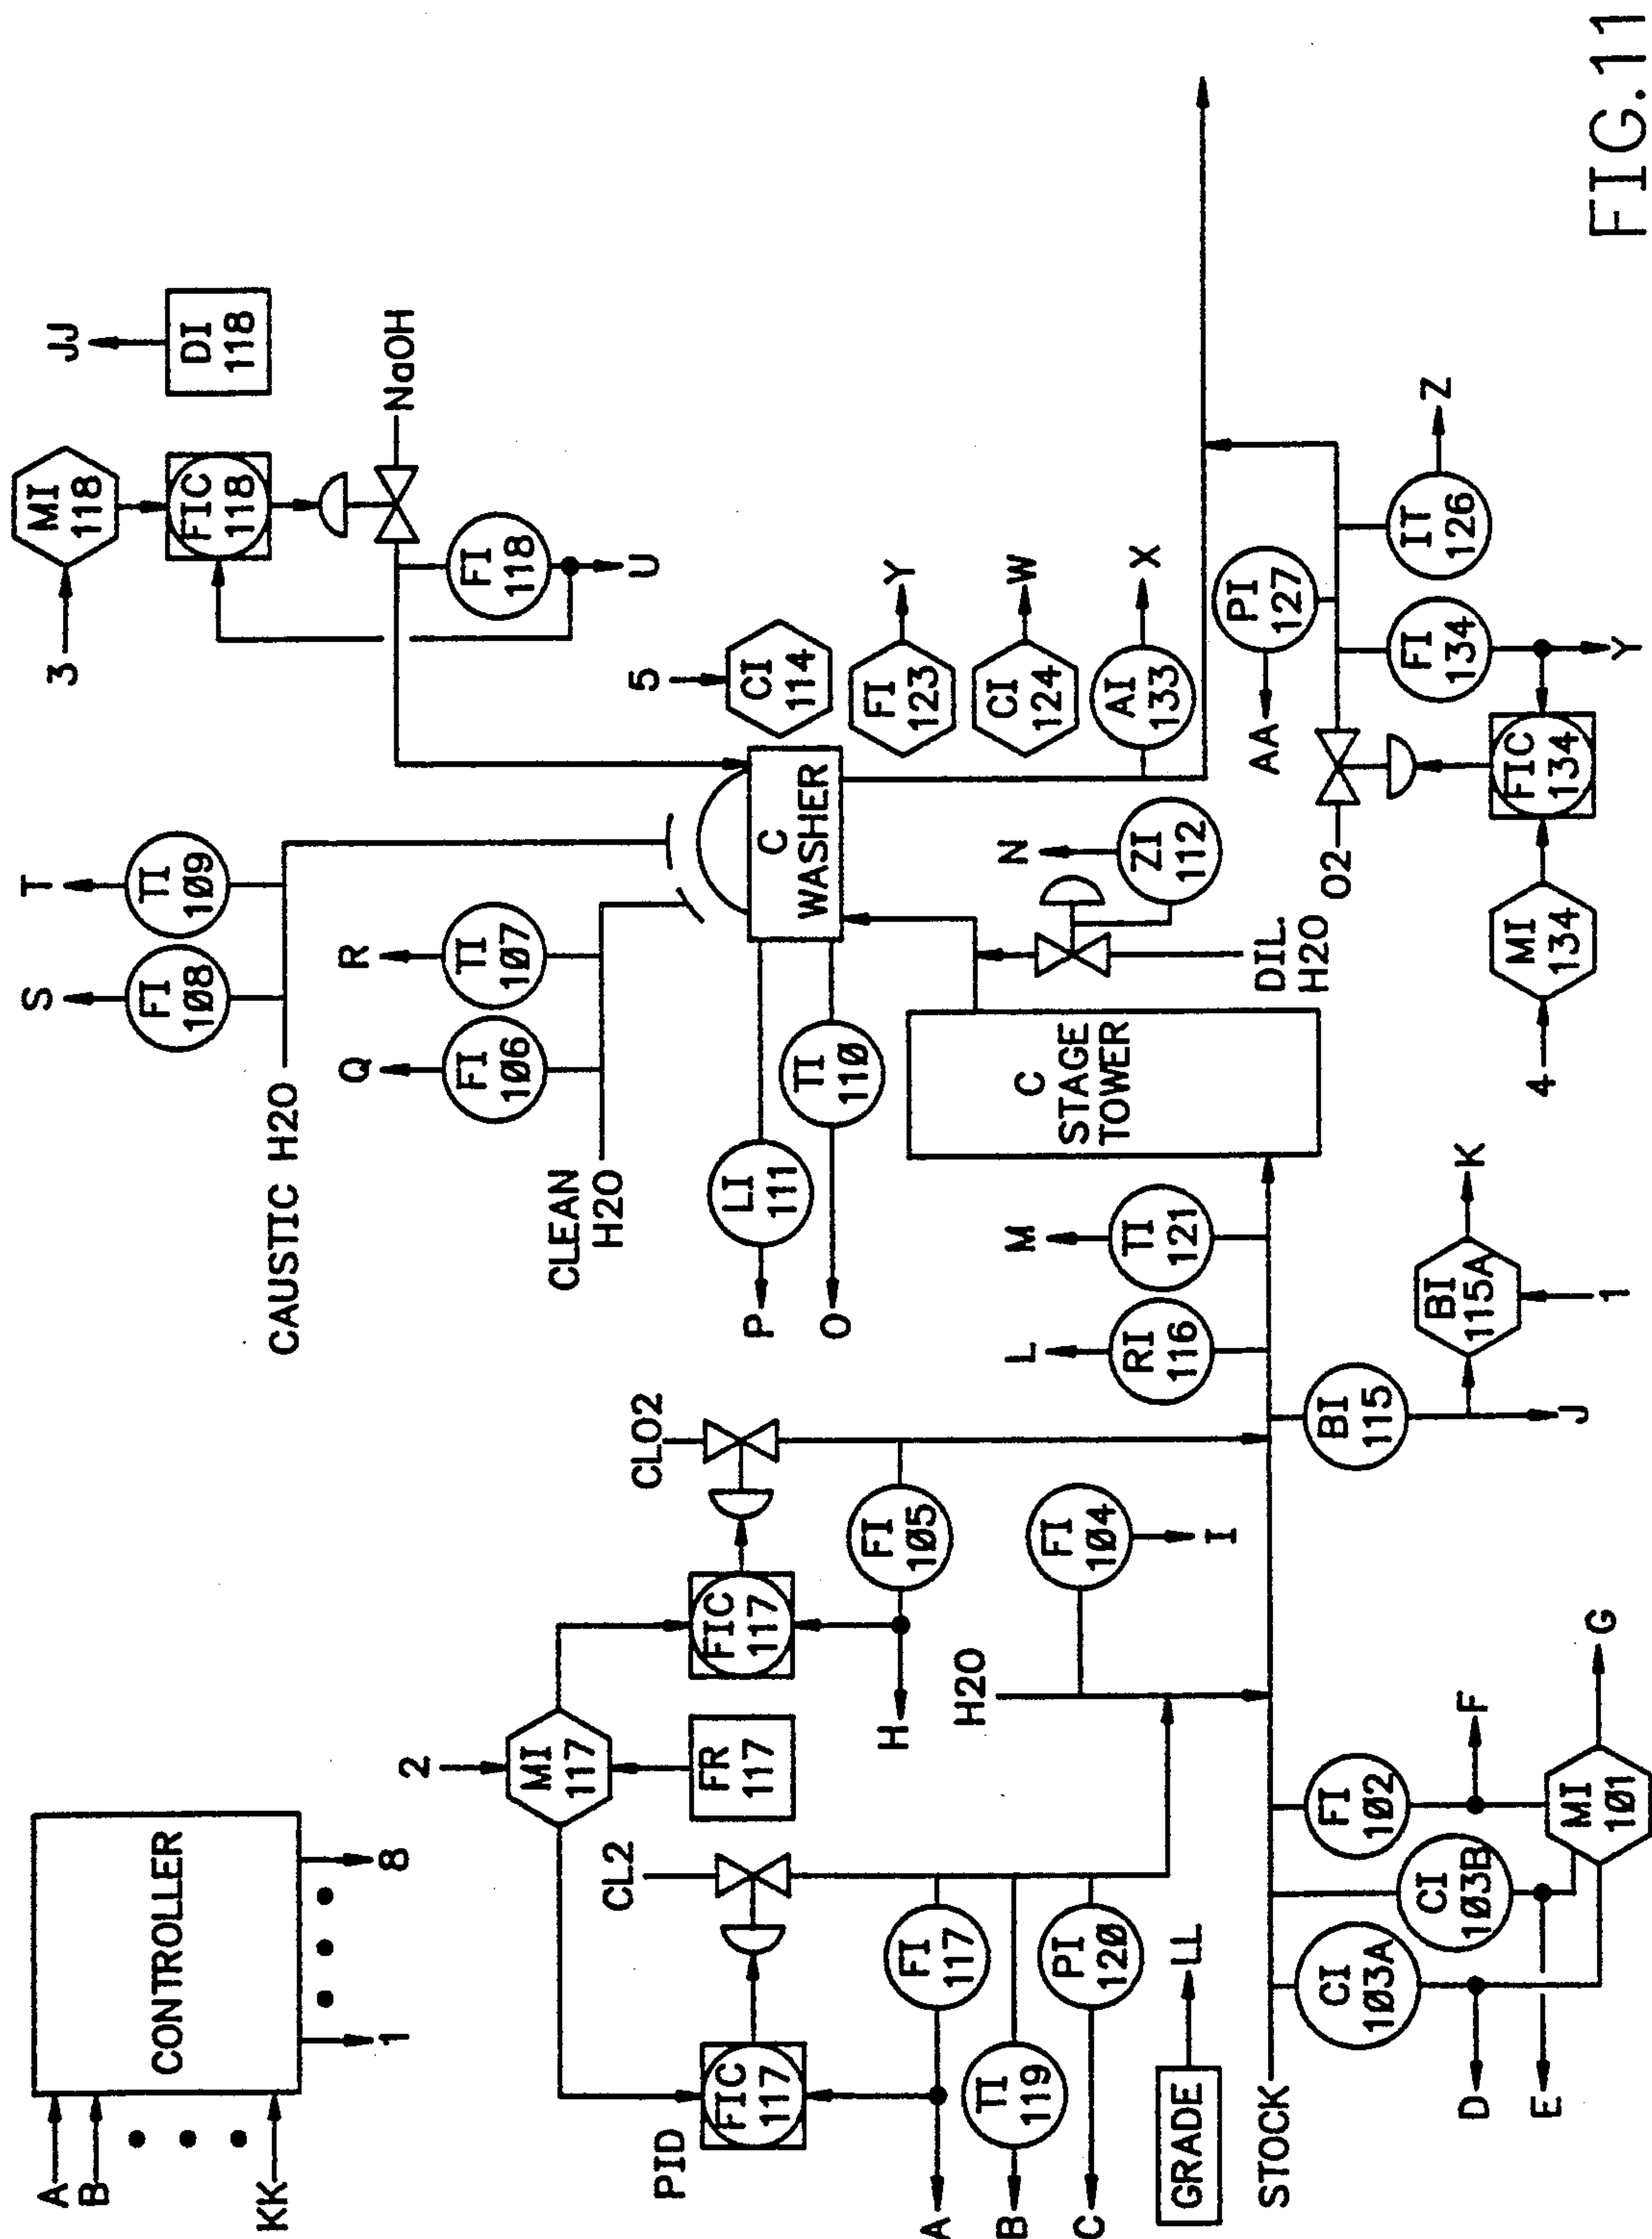 A
B
KK
CONTROLLER
1
8
PID
FIC
117
2
MI
117
FR
117
FIC
117
CL2
CLO2
FI
117
TI
119
PI
120
A
B
C
FI
105
H
H2O
FI
104
I
GRADE
LL
STOCK
CI
103A
CI
103B
FI
102
MI
101
D
E
F
G
BI
115
BI
115A
J
K
1
RI
116
L
TI
121
M
C
STAGE
TOWER
DIL.
H2O
ZI
112
N
C
WASHER
LI
111
P
TI
110
O
CLEAN
H2O
FI
106
Q
TI
107
R
CAUSTIC H2O
FI
108
S
TI
109
T
3
MI
118
FIC
118
DI
118
JJ
NaOH
FI
118
U
5
CI
114
FI
123
Y
CI
124
W
AI
133
X
O2
PI
127
AA
FI
134
Y
IT
126
Z
FIC
134
MI
134
4
FIG.11